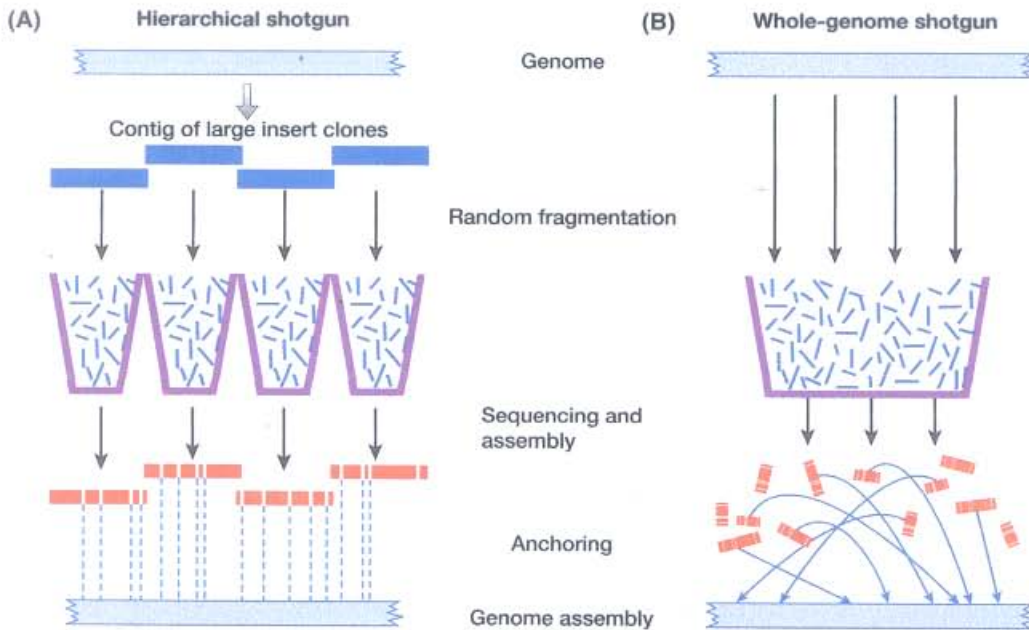 (A)
Hierarchical shotgun
(B)
Whole-genome shotgun
Genome
Contig of large insert clones
Random fragmentation
Sequencing and
assembly
Anchoring
Genome assembly